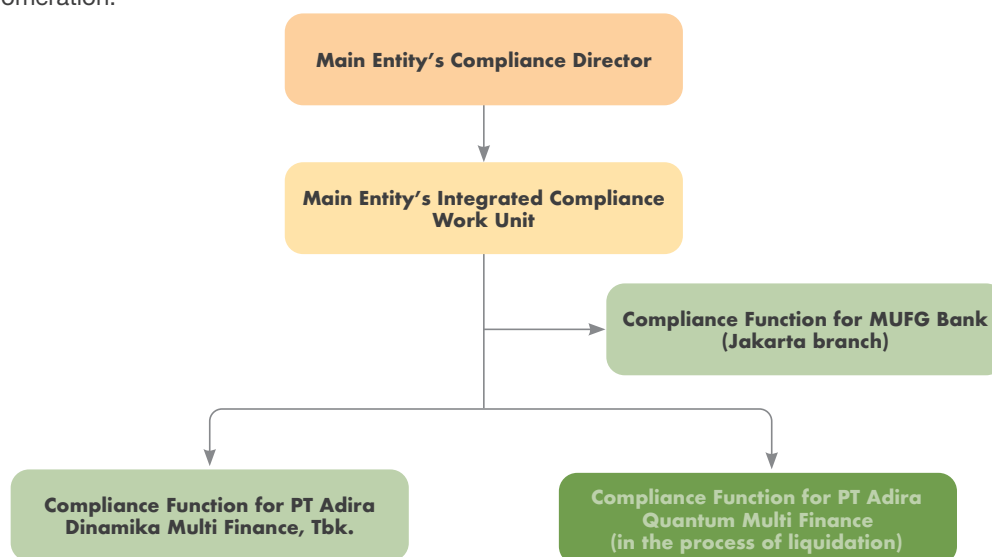 omeration.
Main Entity's Compliance Director
Main Entity's Integrated Compliance
Work Unit
Compliance Function for MUFG Bank
(Jakarta branch)
Compliance Function for PT Adira
Dinamika Multi Finance, Tbk.
Compliance Function for PT Adira
Quantum Multi Finance
(in the process of liquidation)